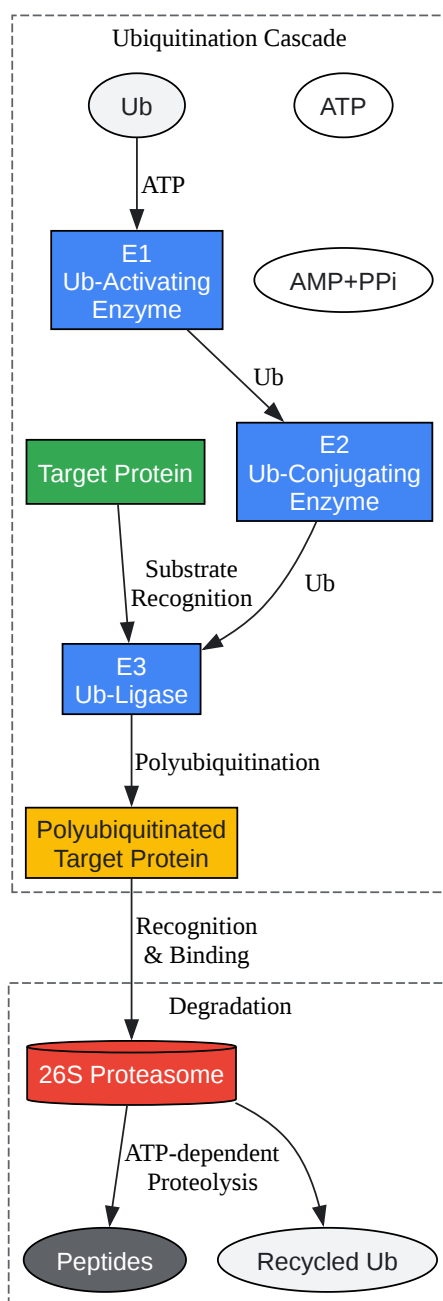 Ubiquitination Cascade
Ub
ATP
ATP
E1
Ub-Activating
Enzyme
AMP+PPi
Ub
Target Protein
E2
Ub-Conjugating
Enzyme
Substrate
Recognition
Ub
E3
Ub-Ligase
Polyubiquitination
Polyubiquitinated
Target Protein
Recognition
& Binding
Degradation
26S Proteasome
ATP-dependent
Proteolysis
Peptides
Recycled Ub